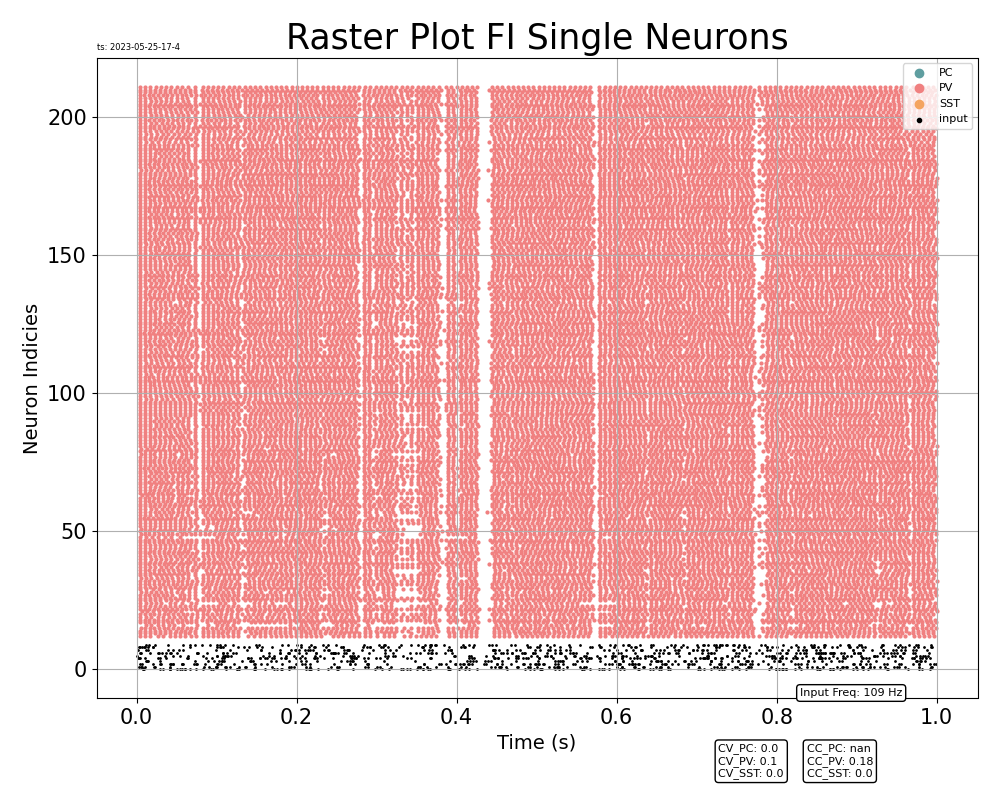 Raster Plot FI Single Neurons
ts: 2023-05-25-17-4
PC
PV
SST
input
200
150
100
50
0
Neuron Indicies
0.0 0.2 0.4 0.6 0.8 1.0
Time (s)
Input Freq: 109 Hz
CV_PC: 0.0
CV_PV: 0.1
CV_SST: 0.0
CC_PC: nan
CC_PV: 0.18
CC_SST: 0.0